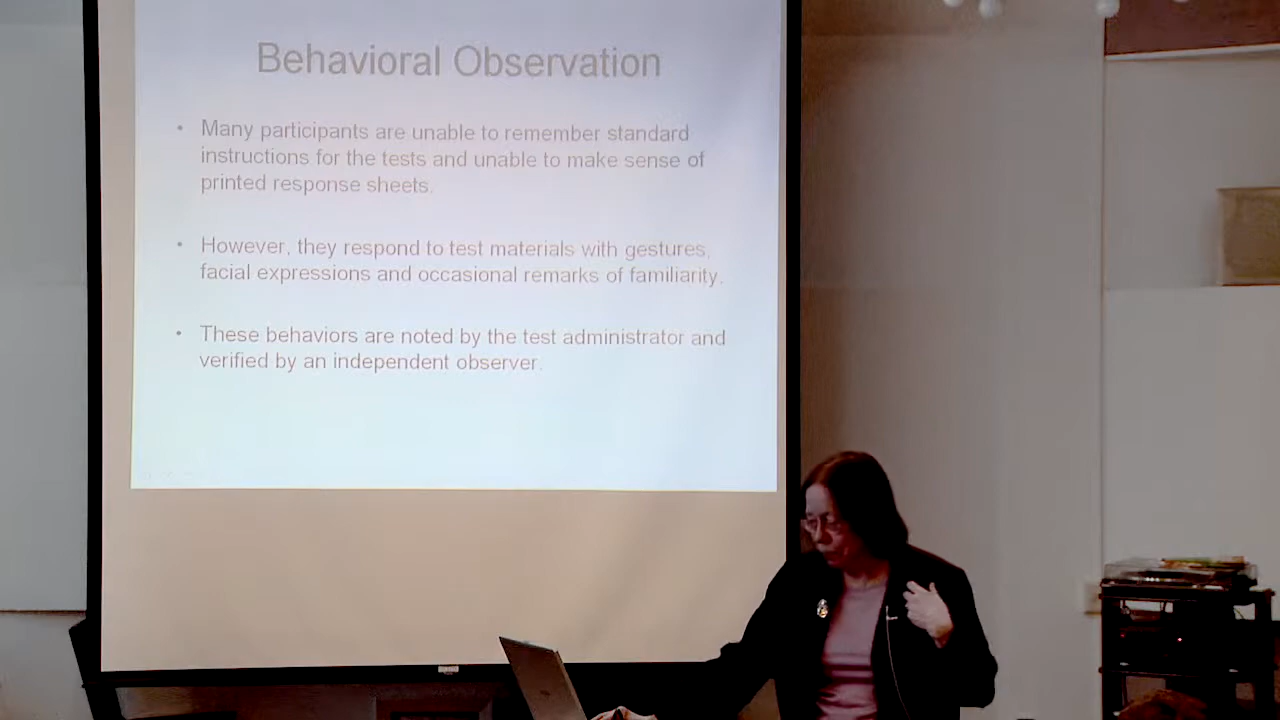 Behavioral Observation
• Many participants are unable to remember standard
instructions for the tests and unable to make sense of
printed response sheets.
• However, they respond to test materials with gestures,
facial expressions and occasional remarks of familiarity.
• These behaviors are noted by the test administrator and
verified by an independent observer.